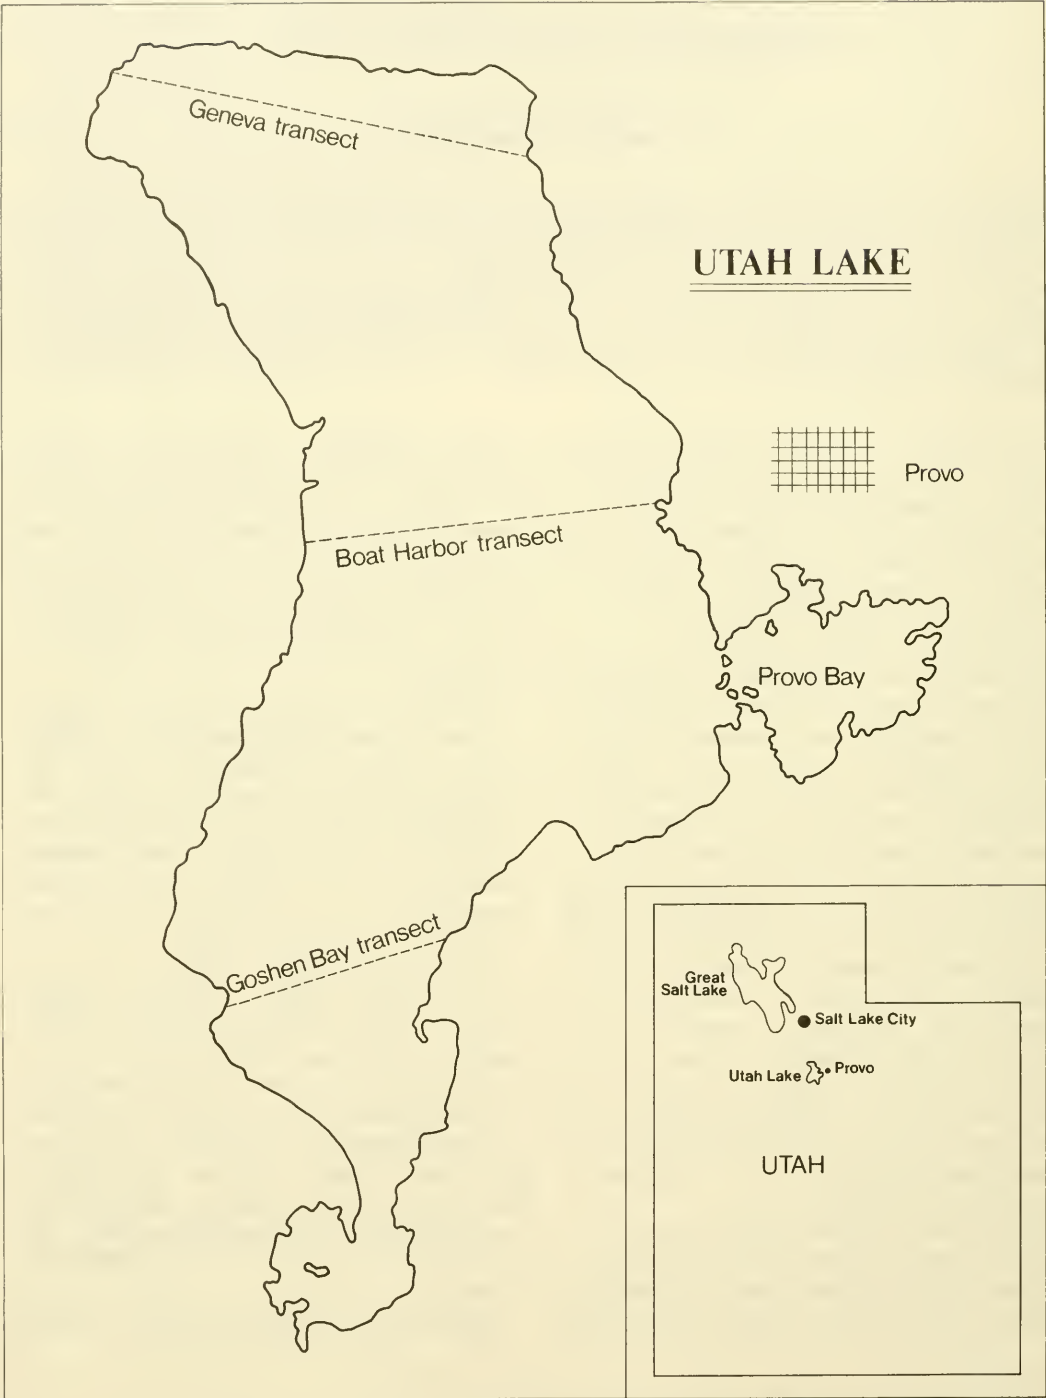 Geneva transect
UTAH LAKE
Provo
Boat Harbor transect
Provo Bay
Goshen Bay transect
Great
Salt Lake
Salt Lake City
Utah Lake
Provo
UTAH